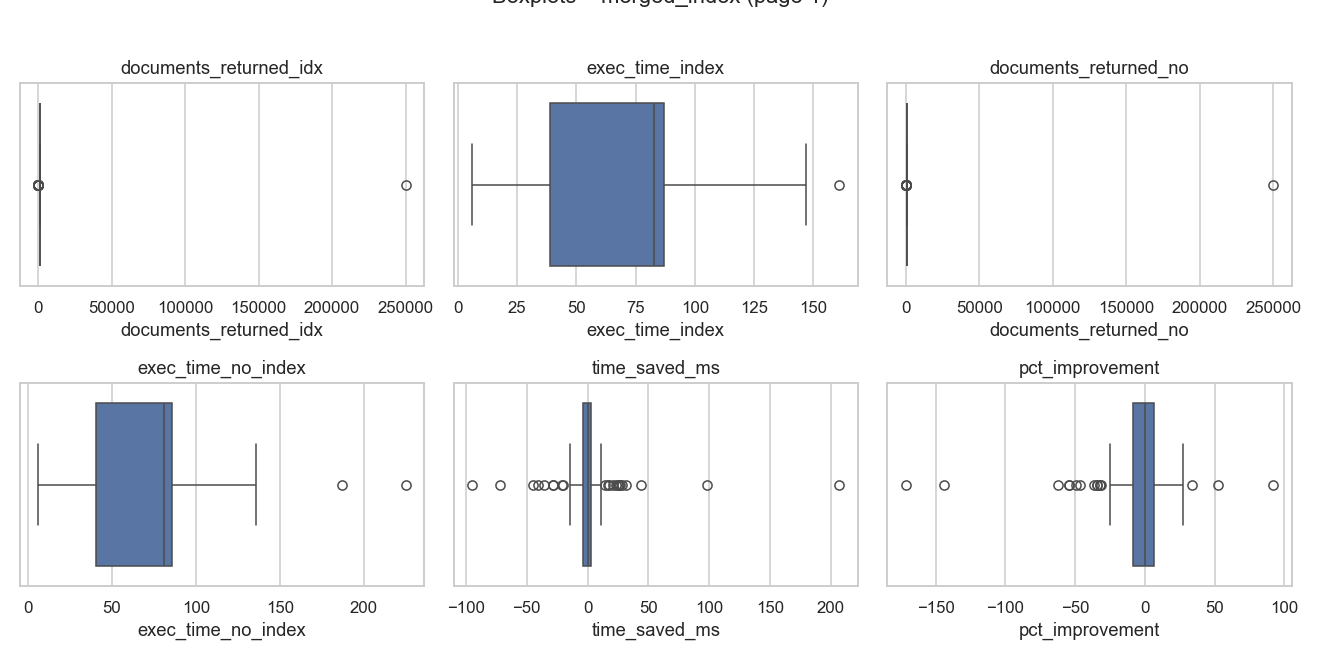 documents_returned_idx exec_time_index documents_returned_no
0 50000 100000 150000 200000 250000 0 25 50 75 100 125 150 0 50000 100000 150000 200000 250000
documents_returned_idx exec_time_index documents_returned_no
exec_time_no_index time_saved_ms pct_improvement
0 50 100 150 200 −100 −50 0 50 100 150 200 −150 −100 −50 0 50 100
exec_time_no_index time_saved_ms pct_improvement